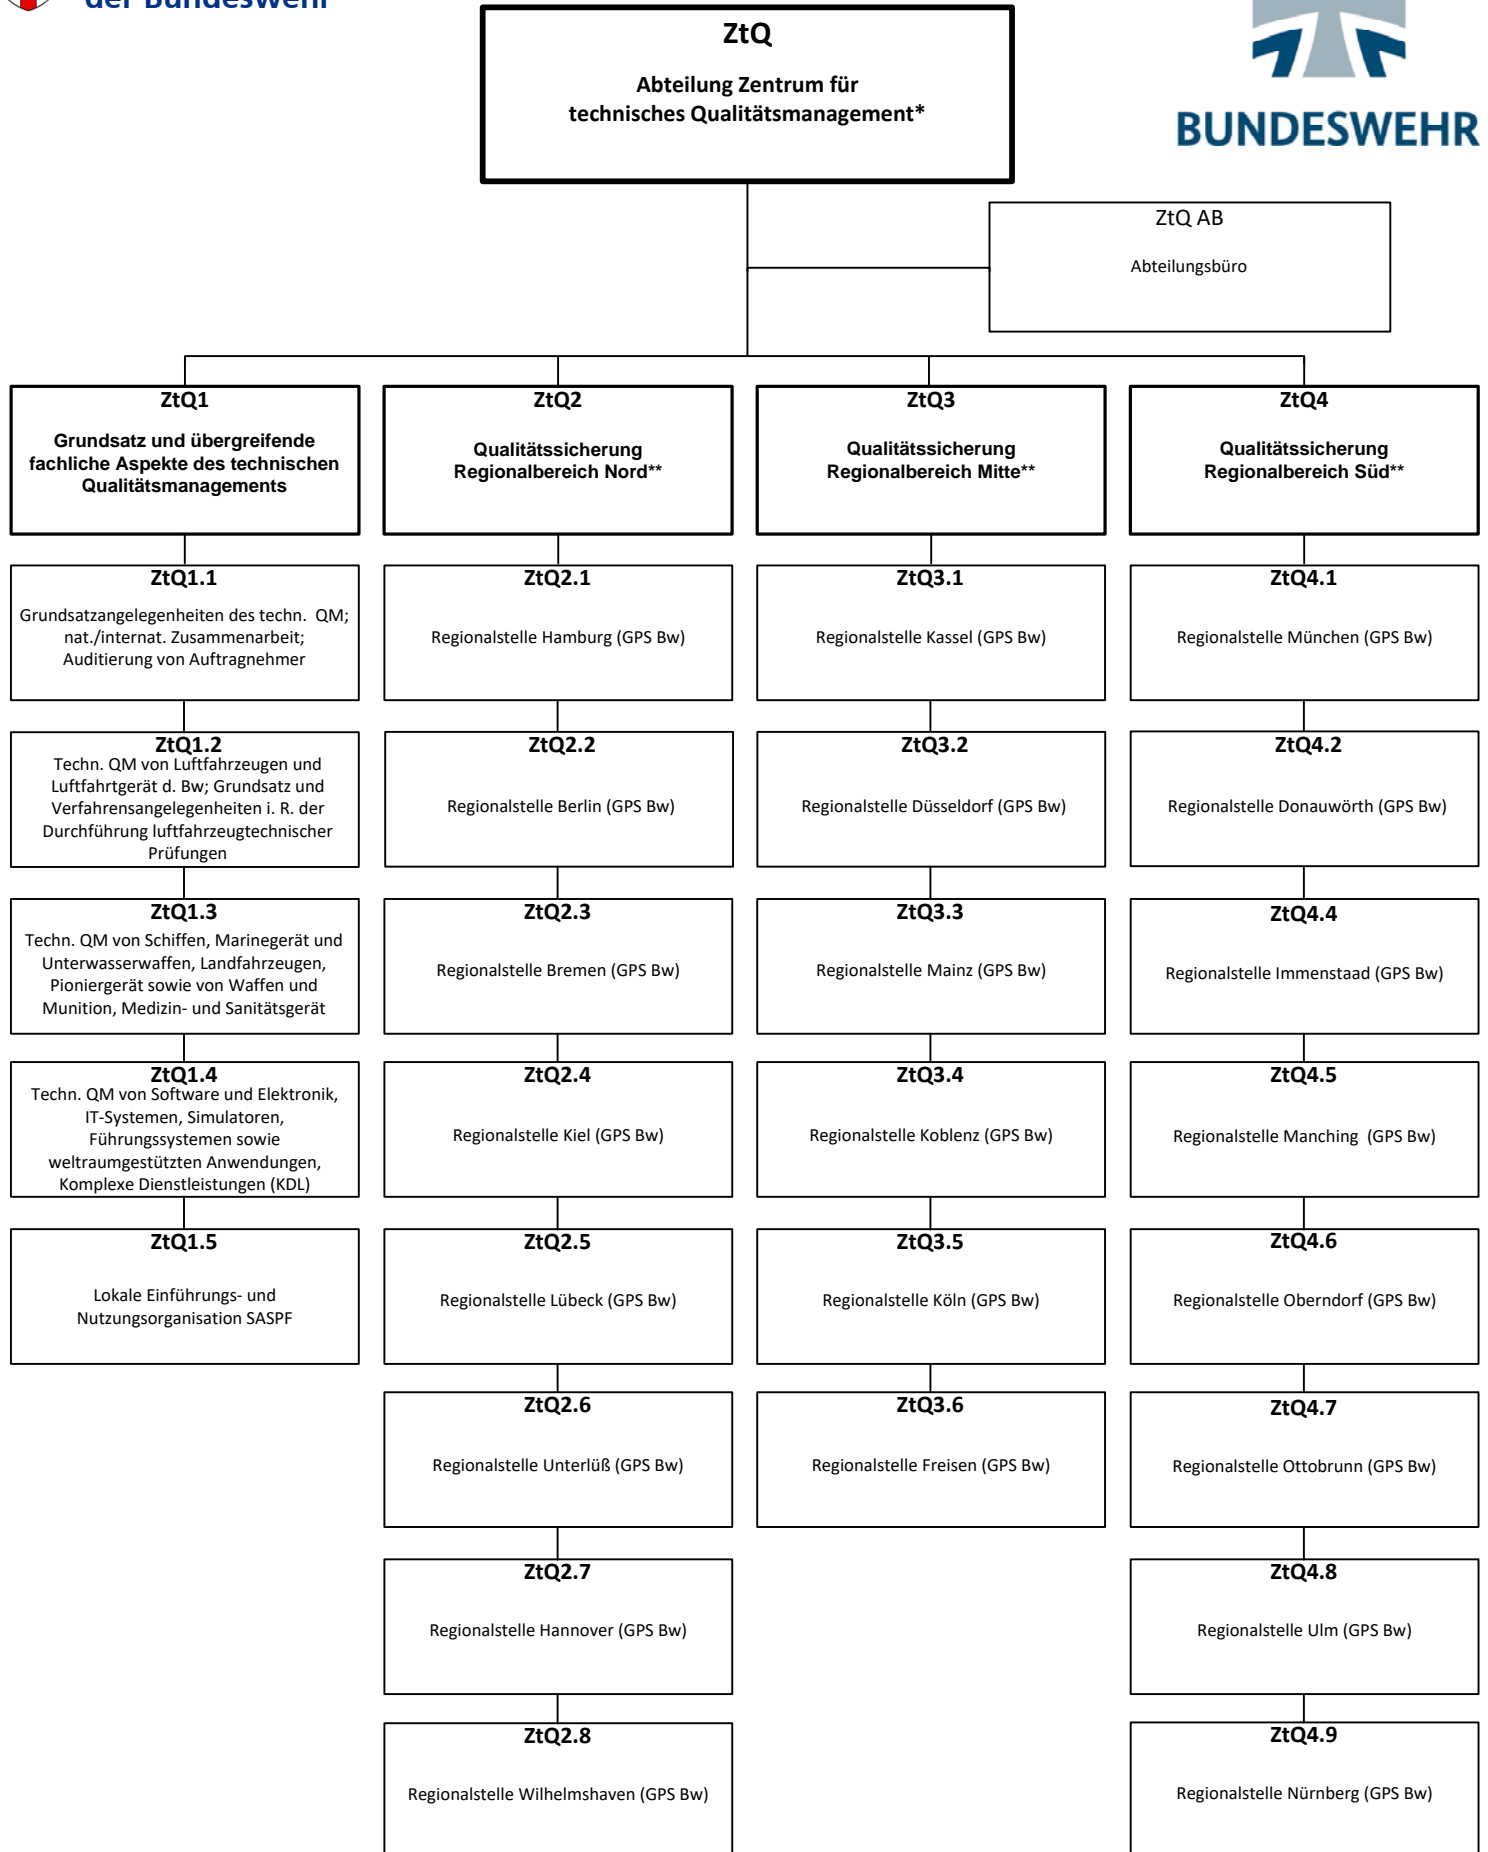 der Bundeswehr
ZtQ
Abteilung Zentrum für
technisches Qualitätsmanagement*
BUNDESWEHR
ZtQ AB
Abteilungsbüro
ZtQ1
Grundsatz und übergreifende
fachliche Aspekte des technischen
Qualitätsmanagements
ZtQ2
Qualitätssicherung
Regionalbereich Nord**
ZtQ3
Qualitätssicherung
Regionalbereich Mitte**
ZtQ4
Qualitätssicherung
Regionalbereich Süd**
ZtQ1.1
Grundsatzangelegenheiten des techn. QM;
nat./internat. Zusammenarbeit;
Auditierung von Auftragnehmer
ZtQ2.1
Regionalstelle Hamburg (GPS Bw)
ZtQ3.1
Regionalstelle Kassel (GPS Bw)
ZtQ4.1
Regionalstelle München (GPS Bw)
ZtQ1.2
Techn. QM von Luftfahrzeugen und
Luftfahrtgerät d. Bw; Grundsatz und
Verfahrensangelegenheiten i. R. der
Durchführung luftfahrzeugtechnischer
Prüfungen
ZtQ2.2
Regionalstelle Berlin (GPS Bw)
ZtQ3.2
Regionalstelle Düsseldorf (GPS Bw)
ZtQ4.2
Regionalstelle Donauwörth (GPS Bw)
ZtQ1.3
Techn. QM von Schiffen, Marinegerät und
Unterwasserwaffen, Landfahrzeugen,
Pioniergerät sowie von Waffen und
Munition, Medizin- und Sanitätsgerät
ZtQ2.3
Regionalstelle Bremen (GPS Bw)
ZtQ3.3
Regionalstelle Mainz (GPS Bw)
ZtQ4.4
Regionalstelle Immenstaad (GPS Bw)
ZtQ1.4
Techn. QM von Software und Elektronik,
IT-Systemen, Simulatoren,
Führungssystemen sowie
weltraumgestützten Anwendungen,
Komplexe Dienstleistungen (KDL)
ZtQ2.4
Regionalstelle Kiel (GPS Bw)
ZtQ3.4
Regionalstelle Koblenz (GPS Bw)
ZtQ4.5
Regionalstelle Manching (GPS Bw)
ZtQ1.5
Lokale Einführungs- und
Nutzungsorganisation SASPF
ZtQ2.5
Regionalstelle Lübeck (GPS Bw)
ZtQ3.5
Regionalstelle Köln (GPS Bw)
ZtQ4.6
Regionalstelle Oberndorf (GPS Bw)
ZtQ2.6
Regionalstelle Unterlüß (GPS Bw)
ZtQ3.6
Regionalstelle Freisen (GPS Bw)
ZtQ4.7
Regionalstelle Ottobrunn (GPS Bw)
ZtQ2.7
Regionalstelle Hannover (GPS Bw)
ZtQ4.8
Regionalstelle Ulm (GPS Bw)
ZtQ2.8
Regionalstelle Wilhelmshaven (GPS Bw)
ZtQ4.9
Regionalstelle Nürnberg (GPS Bw)